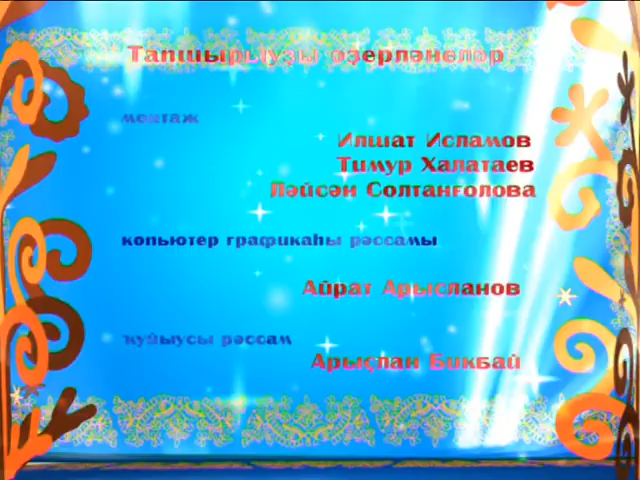 Тапшырыуҙы әҙерләнеләр
монтаж
Илшат Исламов
Тимур Халатаев
Ләйсән Солтанғолова
копьютер графикаһы рәссамы
Айрат Арысланов
ҡуйыусы рәссам
Арыҫлан Бикбай